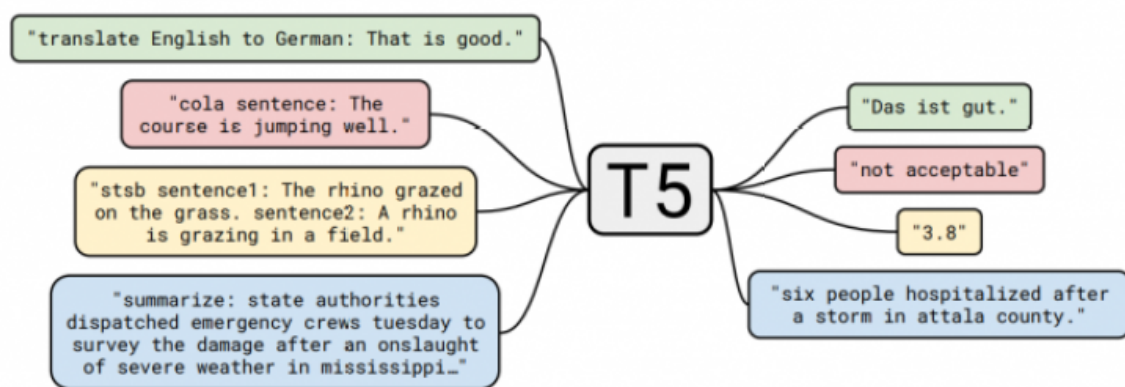 "translate English to German: That is good."
"cola sentence: The
course is jumping well."
"stsb sentence1: The rhino grazed
on the grass. sentence2: A rhino
is grazing in a field."
"summarize: state authorities
dispatched emergency crews tuesday to
survey the damage after an onslaught
of severe weather in mississippi…"
T5
"Das ist gut."
"not acceptable"
"3.8"
"six people hospitalized after
a storm in attala county."